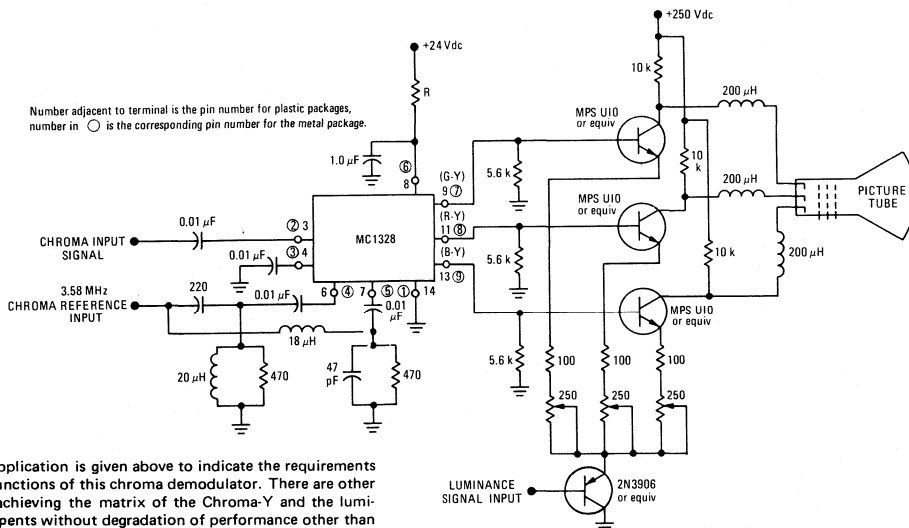 +250 Vdc
+24 Vdc
10 k
200 µH
R
Number adjacent to terminal is the pin number for plastic packages,
number in ○ is the corresponding pin number for the metal package.
MPS U10
or equiv
1.0 µF
⑥
8
5.6 k
10
k
(G-Y)
9 ⑦
200 µH
MPS U10
or equiv
PICTURE
TUBE
0.01 µF
② 3
MC1328
(R-Y)
11 ⑧
CHROMA INPUT
SIGNAL
③ 4
0.01 µF
(B-Y)
13 ⑨
5.6 k
10 k
200 µH
3.58 MHz
CHROMA REFERENCE
INPUT
220
0.01 µF
6 ④
7 ⑤
① 14
0.01
µF
MPS U10
or equiv
18 µH
20 µH
470
47
pF
470
5.6 k
100
100
100
250
250
250
pplication is given above to indicate the requirements
unctions of this chroma demodulator. There are other
achieving the matrix of the Chroma-Y and the lumi-
pents without degradation of performance other than
LUMINANCE
SIGNAL INPUT
2N3906
or equiv